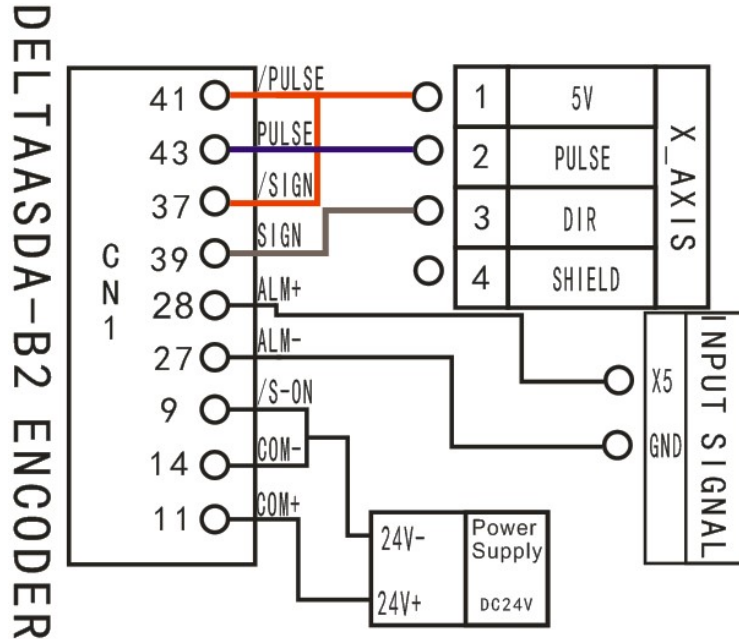 DELTAASDA-B2 ENCODER
CN1
41 /PULSE
43 PULSE
37 /SIGN
39 SIGN
28 ALM+
27 ALM-
9 /S-ON
14 COM-
11 COM+
1 5V
2 PULSE
3 DIR
4 SHIELD
X_AXIS
X5
GND
INPUT SIGNAL
24V-
24V+
Power
Supply
DC24V